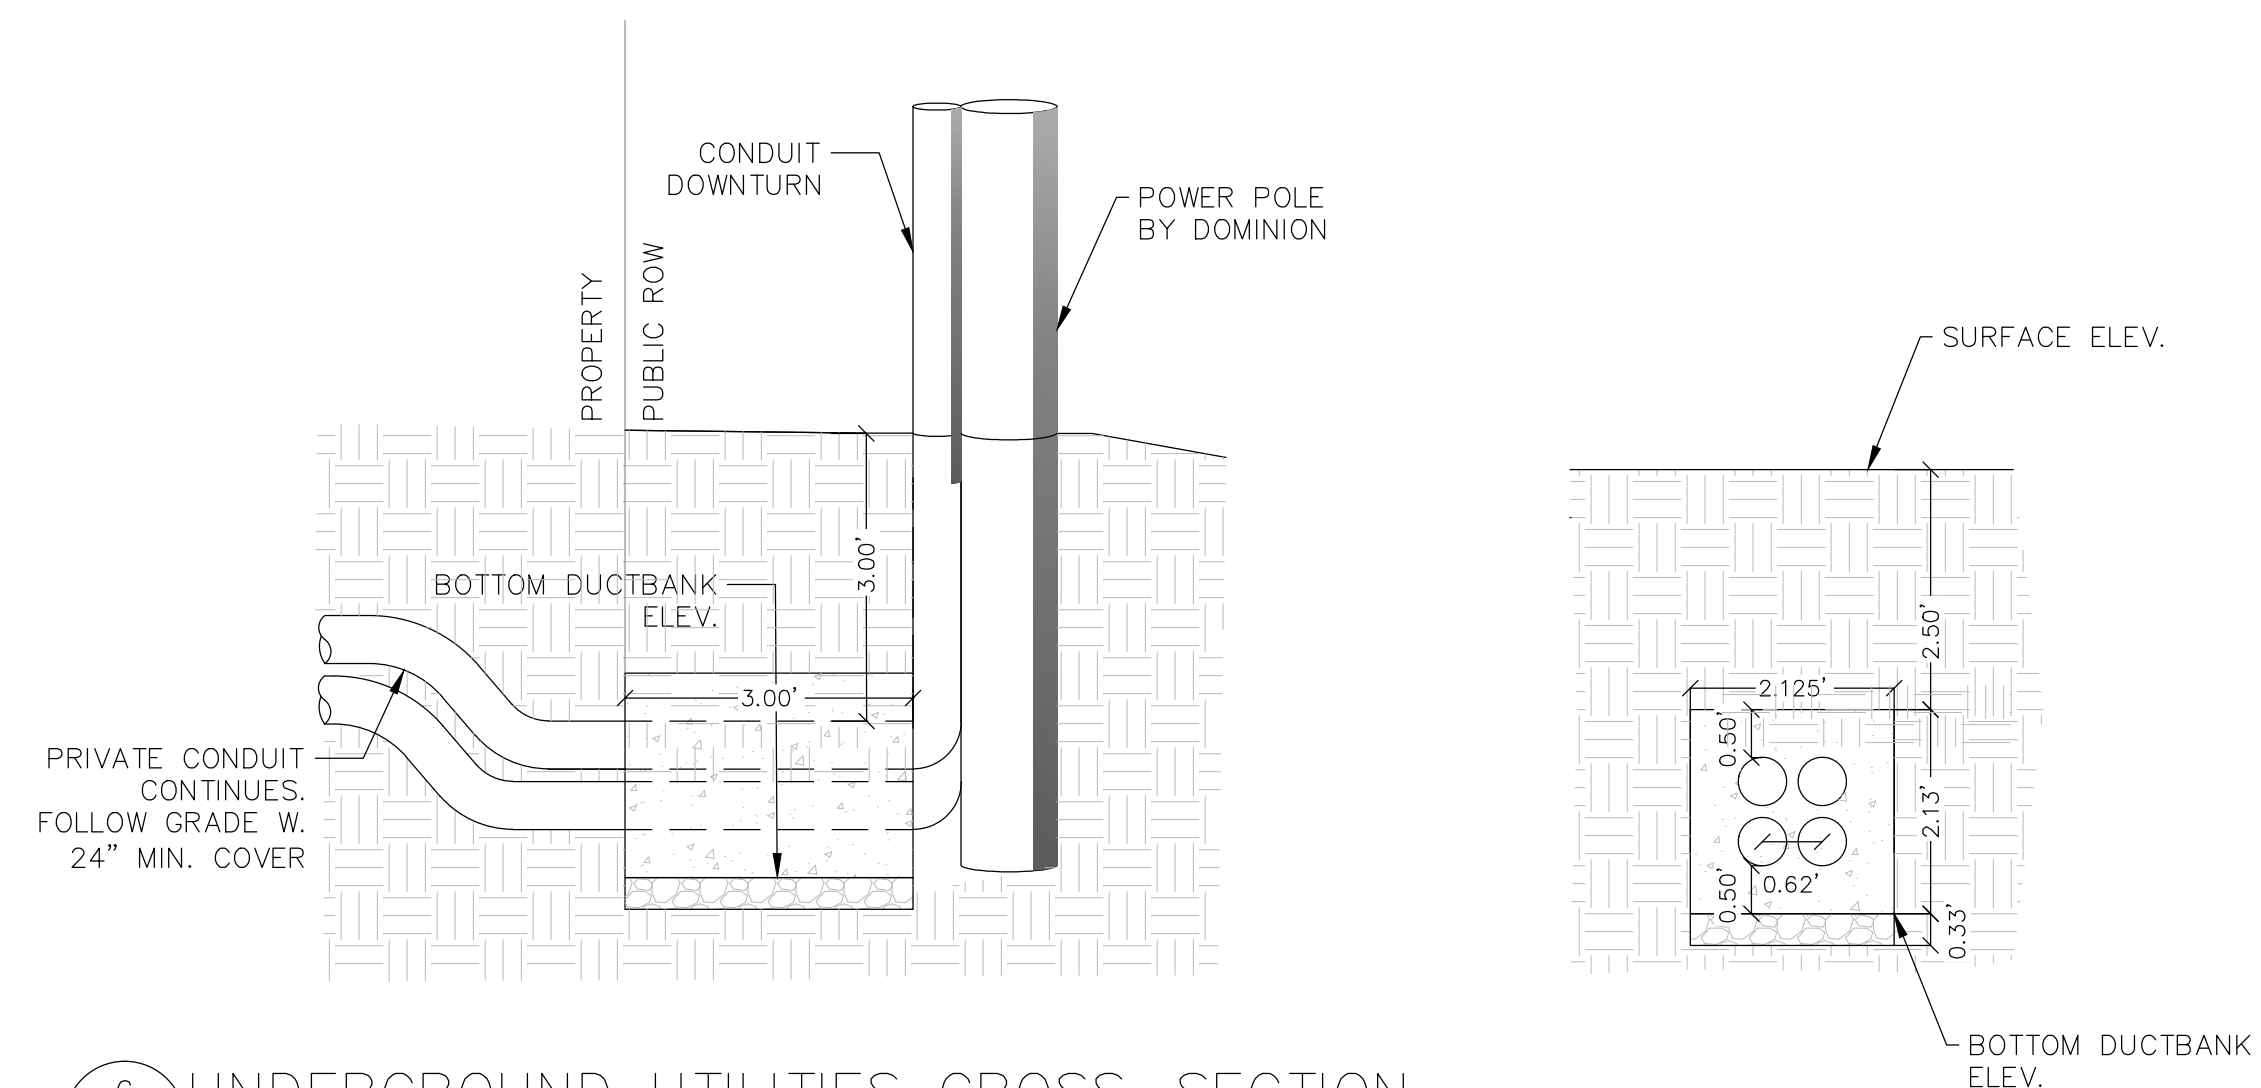 CONDUIT
DOWNTURN
POWER POLE
BY DOMINION
PROPERTY
PUBLIC ROW
3.00'
BOTTOM DUCTBANK
ELEV.
3.00'
PRIVATE CONDUIT
CONTINUES.
FOLLOW GRADE W.
24" MIN. COVER
SURFACE ELEV.
2.50'
2.125'
0.50'
2.13'
0.62'
0.50'
0.33'
BOTTOM DUCTBANK
ELEV.
UNDERGROUND UTILITIES CROSS SECTION